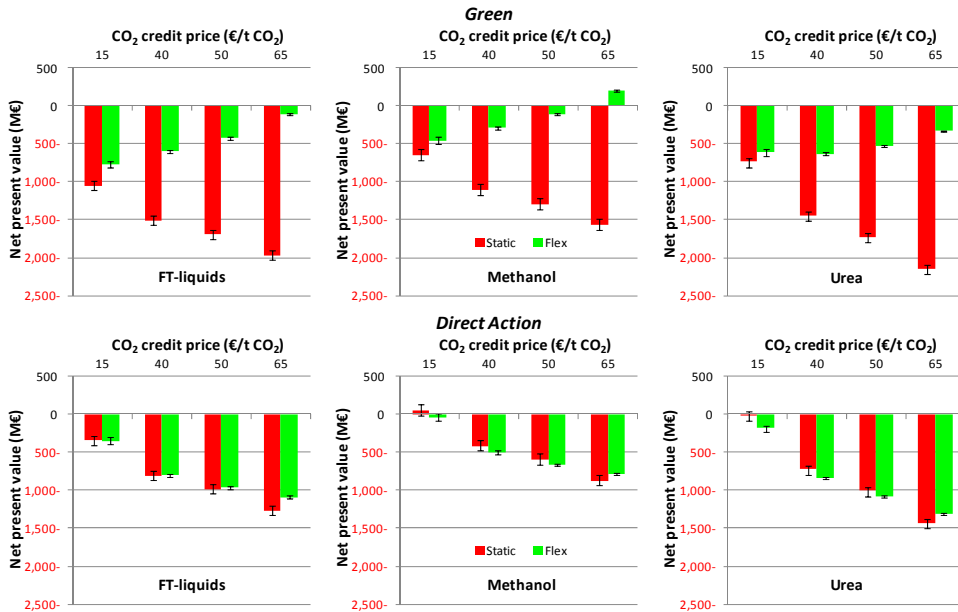 Green
CO₂ credit price (€/t CO₂)
15 40 50 65
Net present value (M€)
500
0
500-
1,000-
1,500-
2,000-
2,500-
FT-liquids
CO₂ credit price (€/t CO₂)
15 40 50 65
Net present value (M€)
500
0
500-
1,000-
1,500-
2,000-
2,500-
Static Flex
Methanol
CO₂ credit price (€/t CO₂)
15 40 50 65
Net present value (M€)
500
0
500-
1,000-
1,500-
2,000-
2,500-
Urea
Direct Action
CO₂ credit price (€/t CO₂)
15 40 50 65
Net present value (M€)
500
0
500-
1,000-
1,500-
2,000-
2,500-
FT-liquids
CO₂ credit price (€/t CO₂)
15 40 50 65
Net present value (M€)
500
0
500-
1,000-
1,500-
2,000-
2,500-
Static Flex
Methanol
CO₂ credit price (€/t CO₂)
15 40 50 65
Net present value (M€)
500
0
500-
1,000-
1,500-
2,000-
2,500-
Urea